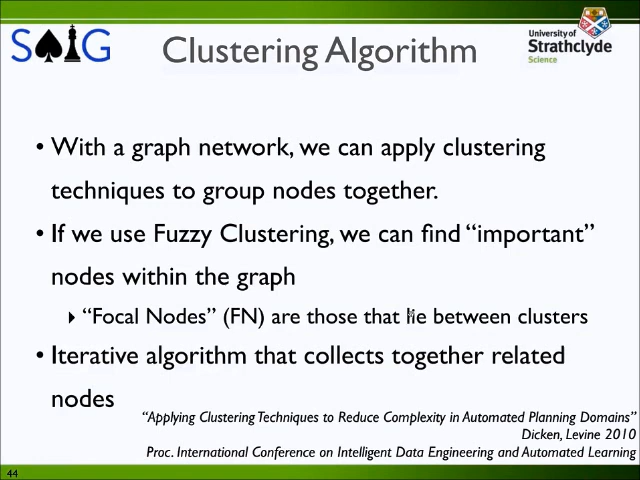 S♠IG
Clustering Algorithm
University of
Strathclyde
Science
• With a graph network, we can apply clustering
techniques to group nodes together.
• If we use Fuzzy Clustering, we can find “important”
nodes within the graph
‣ “Focal Nodes” (FN) are those that lie between clusters
• Iterative algorithm that collects together related
nodes
“Applying Clustering Techniques to Reduce Complexity in Automated Planning Domains”
Dicken, Levine 2010
Proc. International Conference on Intelligent Data Engineering and Automated Learning
44